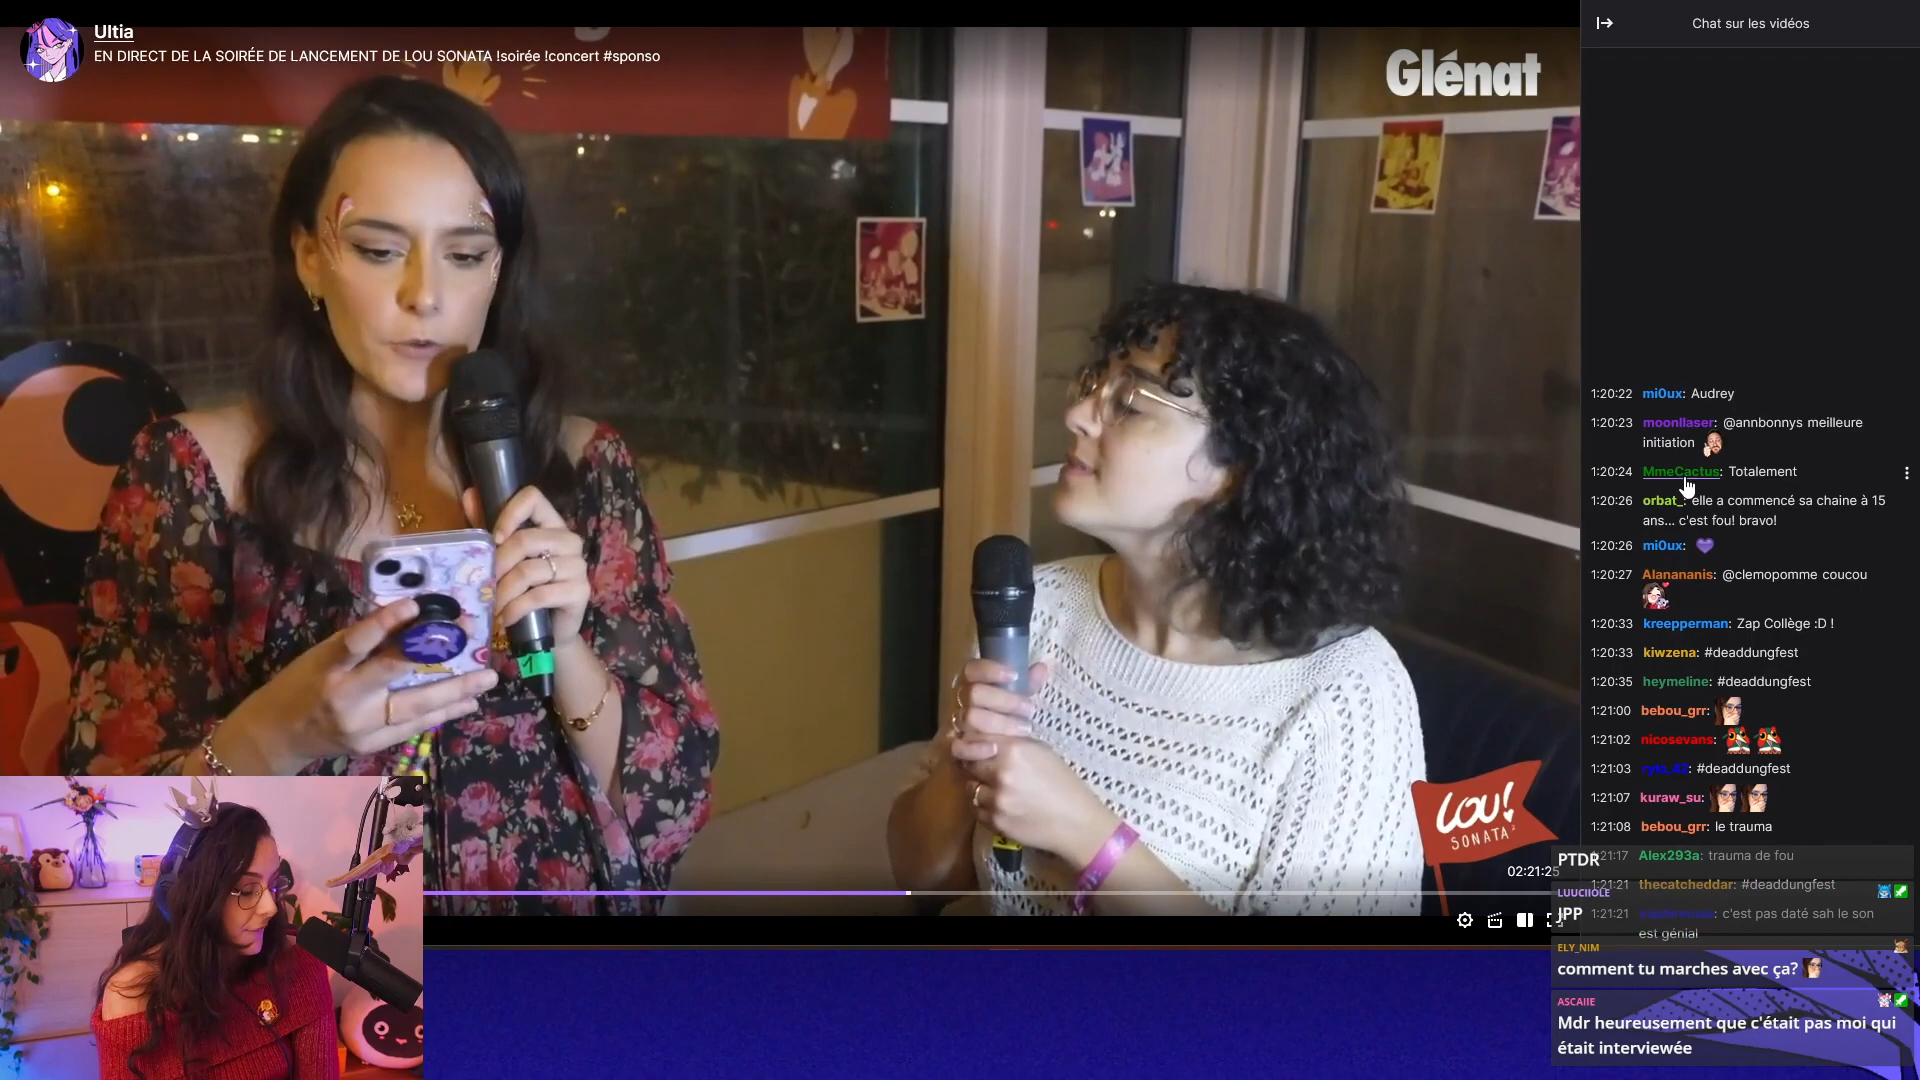 Ultia
EN DIRECT DE LA SOIRÉE DE LANCEMENT DE LOU SONATA !soirée !concert #sponso
Glénat
Chat sur les vidéos
1:20:22 mi0ux: Audrey
1:20:23 moonllaser: @annbonnys meilleure
initiation
1:20:24 MmeCactus: Totalement
1:20:26 orbat_: elle a commencé sa chaine à 15
ans... c'est fou! bravo!
1:20:26 mi0ux:
1:20:27 Alanananis: @clemopomme coucou
1:20:33 kreepperman: Zap Collège :D !
1:20:33 kiwzena: #deaddungfest
1:20:35 heymeline: #deaddungfest
1:21:00 bebou_grr:
1:21:02 nicosevans:
1:21:03 : #deaddungfest
1:21:07 kuraw_su:
1:21:08 bebou_grr: le trauma
1:21:17 Alex293a: trauma de fou
1:21:21 thecatcheddar: #deaddungfest
1:21:21 : c'est pas daté sah le son
est génial
1
LOU!
SONATA²
02:21:25
PTDR
LUUCIIOLE
JPP
ELY_NIM
comment tu marches avec ça?
ASCAIIE
Mdr heureusement que c'était pas moi qui
était interviewée